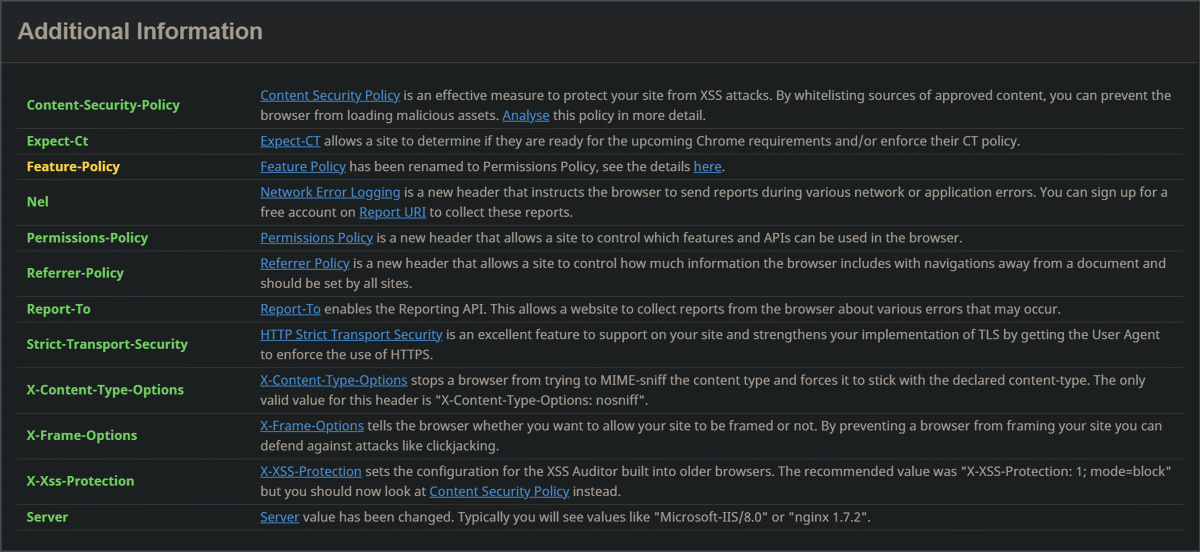 Additional Information
Content-Security-Policy
Content Security Policy is an effective measure to protect your site from XSS attacks. By whitelisting sources of approved content, you can prevent the
browser from loading malicious assets. Analyse this policy in more detail.
Expect-Ct
Expect-CT allows a site to determine if they are ready for the upcoming Chrome requirements and/or enforce their CT policy.
Feature-Policy
Feature Policy has been renamed to Permissions Policy, see the details here.
Nel
Network Error Logging is a new header that instructs the browser to send reports during various network or application errors. You can sign up for a
free account on Report URI to collect these reports.
Permissions-Policy
Permissions Policy is a new header that allows a site to control which features and APIs can be used in the browser.
Referrer-Policy
Referrer Policy is a new header that allows a site to control how much information the browser includes with navigations away from a document and
should be set by all sites.
Report-To
Report-To enables the Reporting API. This allows a website to collect reports from the browser about various errors that may occur.
Strict-Transport-Security
HTTP Strict Transport Security is an excellent feature to support on your site and strengthens your implementation of TLS by getting the User Agent
to enforce the use of HTTPS.
X-Content-Type-Options
X-Content-Type-Options stops a browser from trying to MIME-sniff the content type and forces it to stick with the declared content-type. The only
valid value for this header is "X-Content-Type-Options: nosniff".
X-Frame-Options
X-Frame-Options tells the browser whether you want to allow your site to be framed or not. By preventing a browser from framing your site you can
defend against attacks like clickjacking.
X-Xss-Protection
X-XSS-Protection sets the configuration for the XSS Auditor built into older browsers. The recommended value was "X-XSS-Protection: 1; mode=block"
but you should now look at Content Security Policy instead.
Server
Server value has been changed. Typically you will see values like "Microsoft-IIS/8.0" or "nginx 1.7.2".